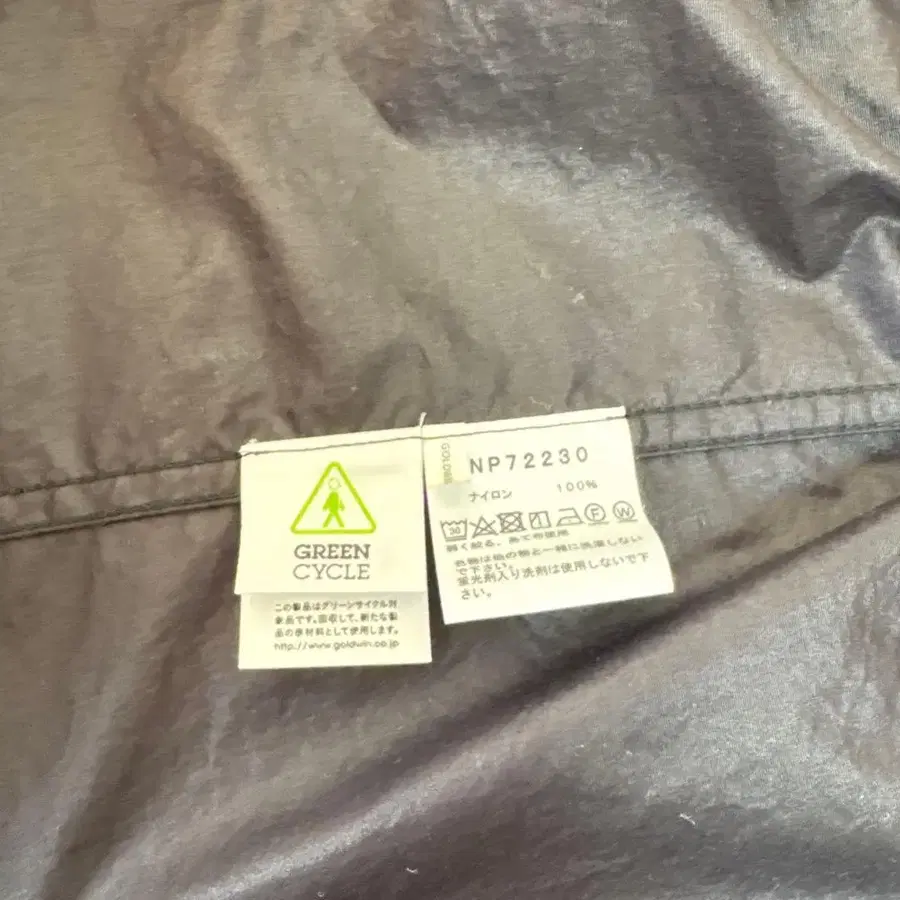 GREEN
CYCLE
この製品はグリーンサイクル対
象品です。回収して、新たな製
品の原材料として使用します。
http://www.goldwin.co.jp
NP72230
ナイロン 100%
30
F
W
弱く絞る、あて布使用
色物は他の物と一緒に洗濯しない
で下さい。
蛍光剤入り洗剤は使用しないで下
さい。